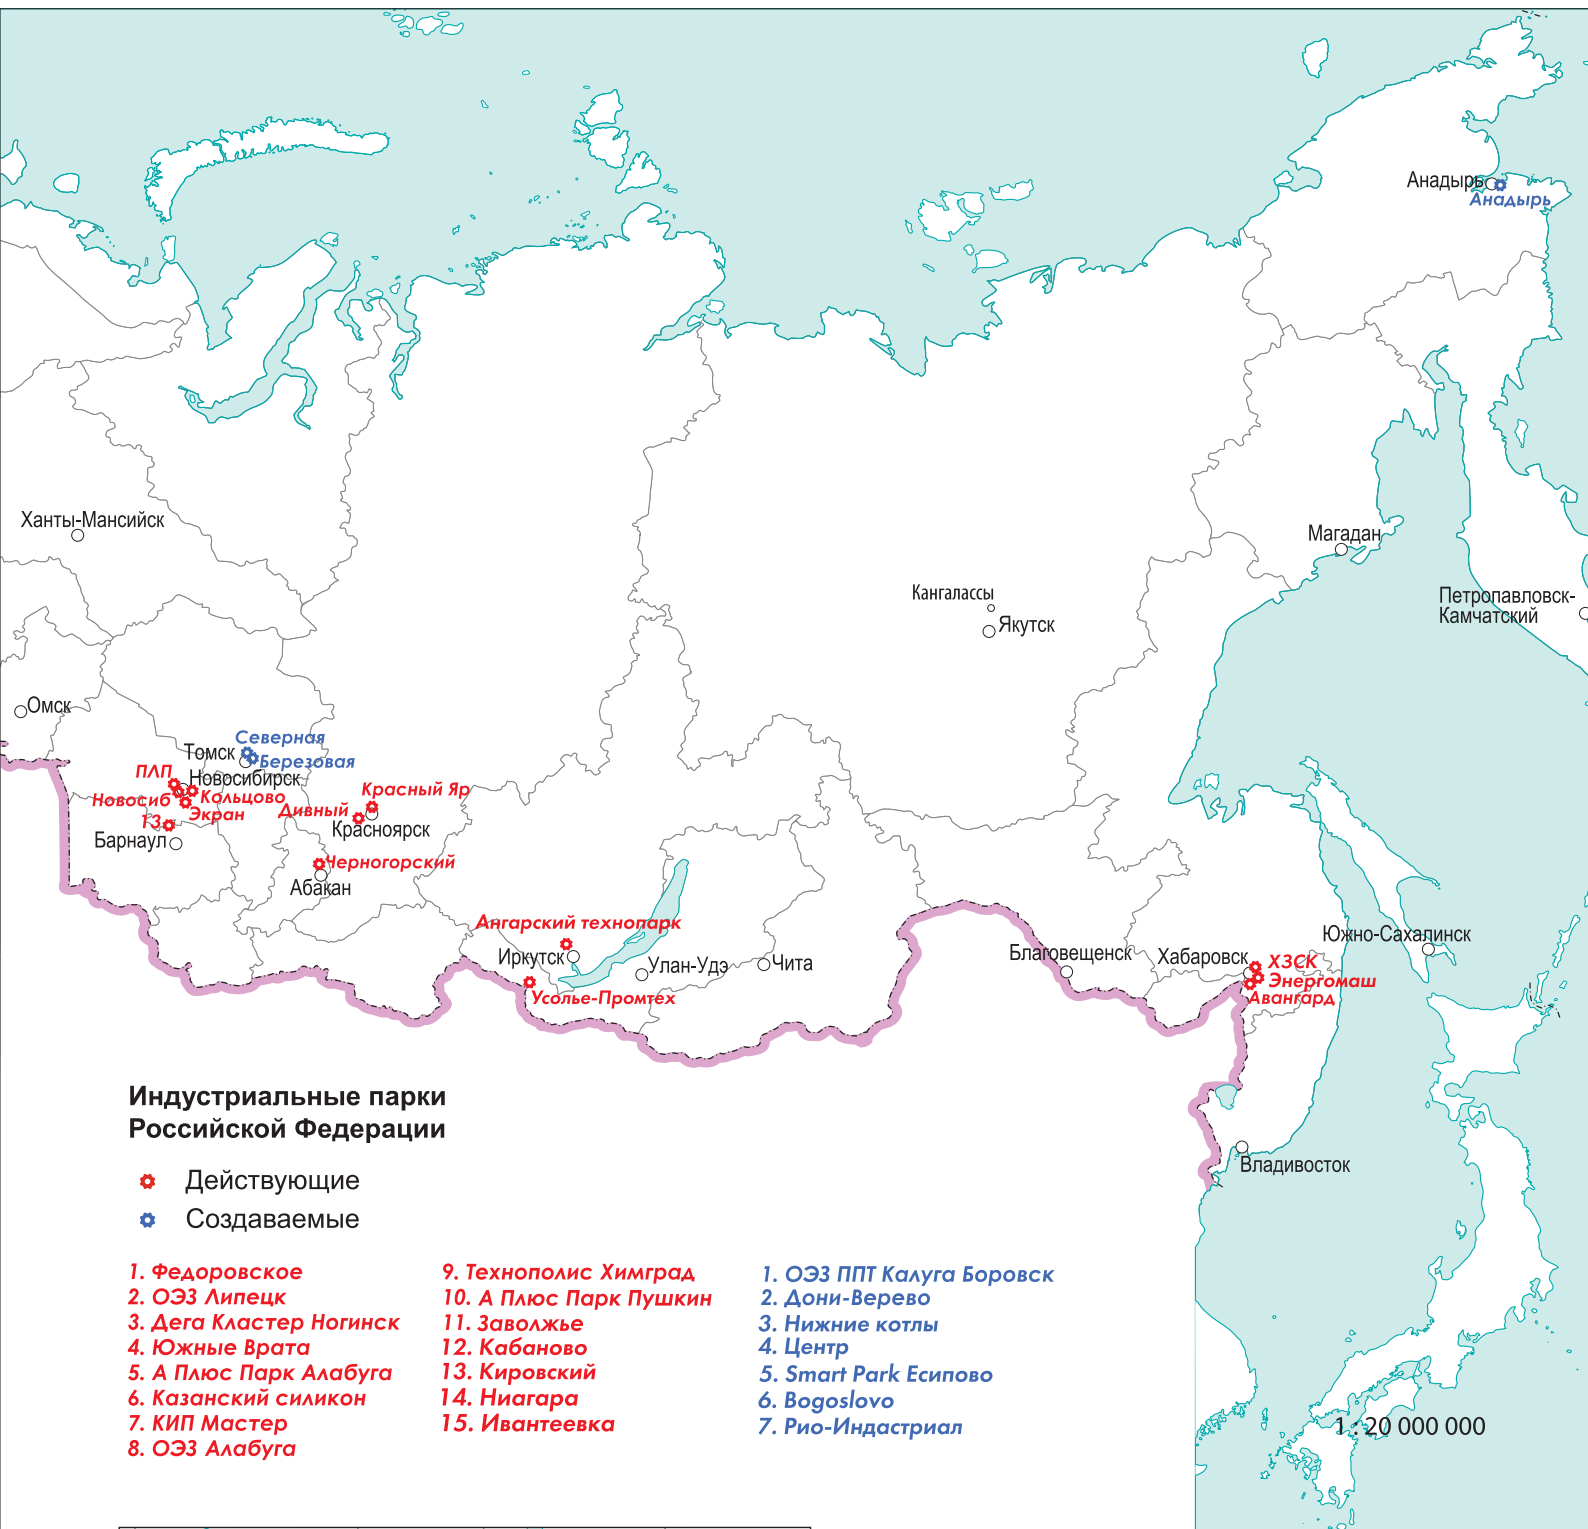 Анадырь
Анадырь
Ханты-Мансийск
Магадан
Кангалассы
Якутск
Петропавловск-
Камчатский
Омск
Северная
Томск
Березовая
ПЛП
Новосибирск
Новосиб
Кольцово
Экран
13
Барнаул
Красный Яр
Дивный
Красноярск
Черногорский
Абакан
Ангарский технопарк
Иркутск
Усолье-Промтех
Улан-Удэ
Чита
Благовещенск
Хабаровск
ХЗСК
Энергомаш
Авангард
Южно-Сахалинск
Владивосток
Индустриальные парки
Российской Федерации
Действующие
Создаваемые
1. Федоровское
2. ОЭЗ Липецк
3. Дега Кластер Ногинск
4. Южные Врата
5. А Плюс Парк Алабуга
6. Казанский силикон
7. КИП Мастер
8. ОЭЗ Алабуга
9. Технополис Химград
10. А Плюс Парк Пушкин
11. Заволжье
12. Кабаново
13. Кировский
14. Ниагара
15. Ивантеевка
1. ОЭЗ ППТ Калуга Боровск
2. Дони-Верево
3. Нижние котлы
4. Центр
5. Smart Park Есипово
6. Bogoslovo
7. Рио-Индастриал
1:20 000 000